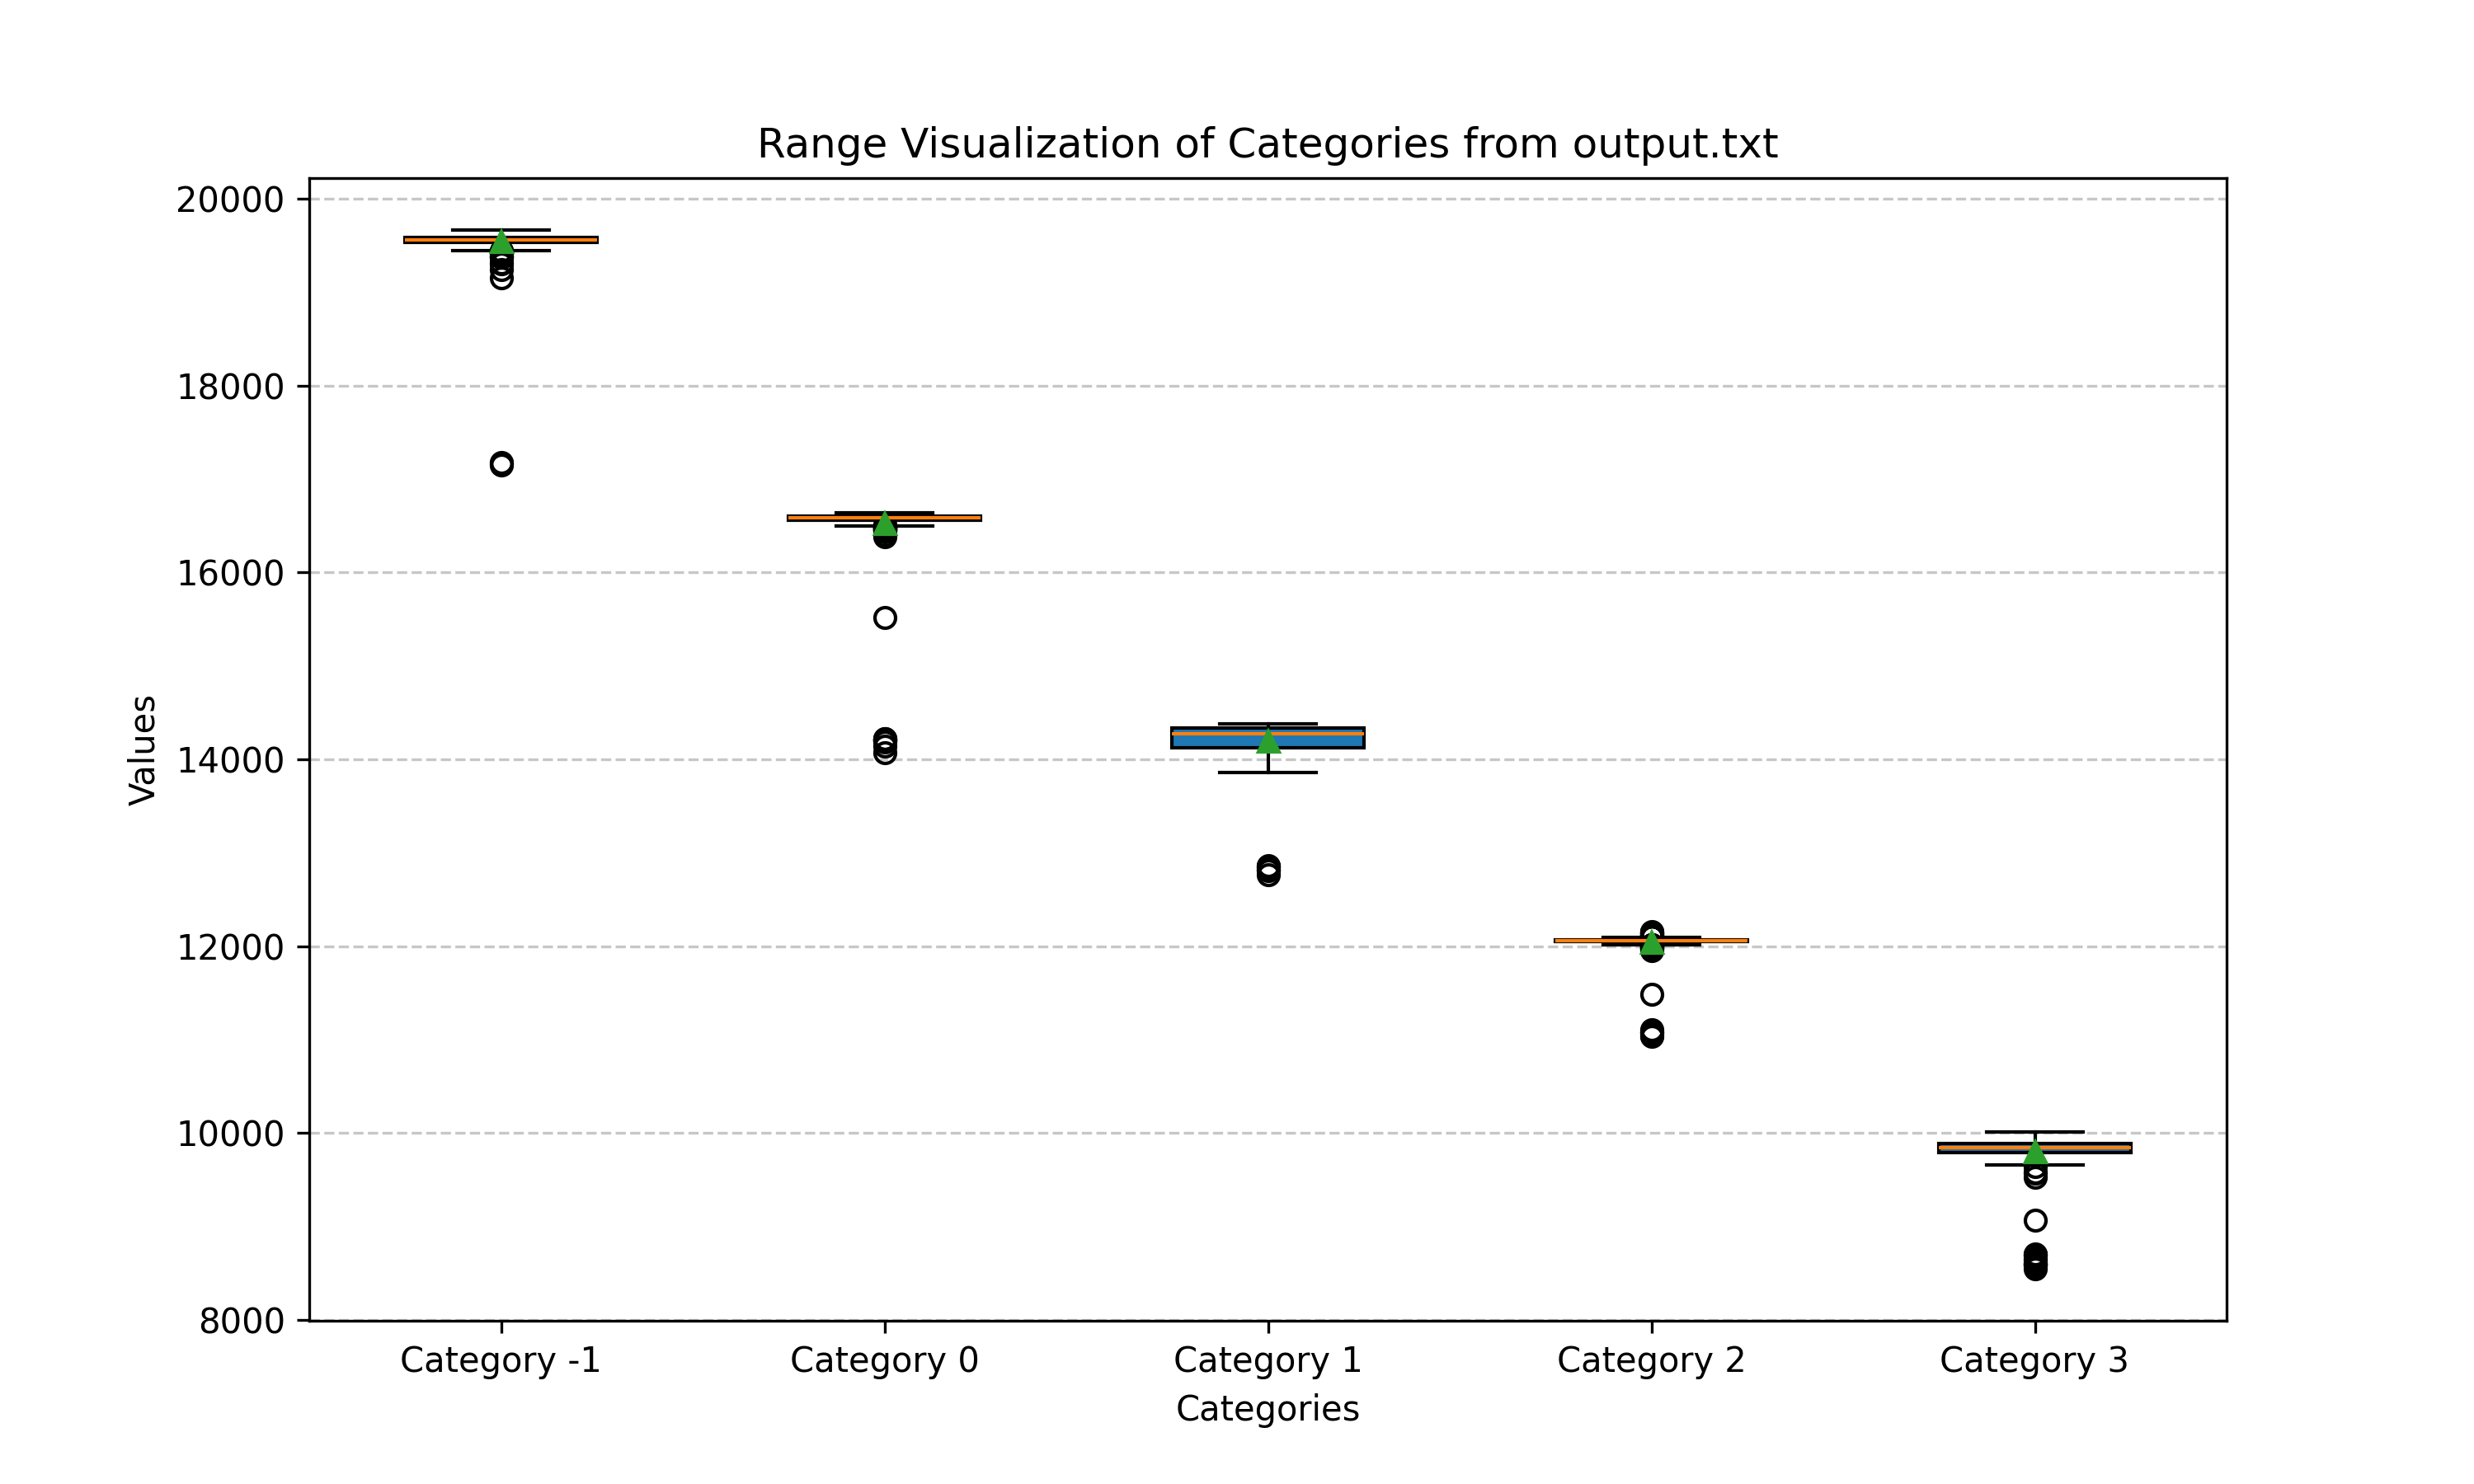 Range Visualization of Categories from output.txt
20000
18000
16000
14000
12000
10000
8000
Values
Category -1
Category 0
Category 1
Category 2
Category 3
Categories